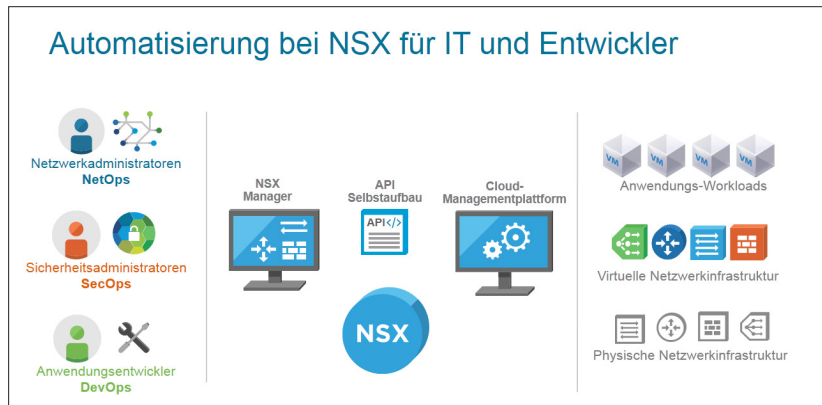 Automatisierung bei NSX für IT und Entwickler
Netzwerkadministratoren
NetOps
Sicherheitsadministratoren
SecOps
Anwendungsentwickler
DevOps
NSX
Manager
API
Selbstaufbau
API</>
Cloud-
Managementplattform
NSX
VM VM VM VM
Anwendungs-Workloads
Virtuelle Netzwerkinfrastruktur
Physische Netzwerkinfrastruktur